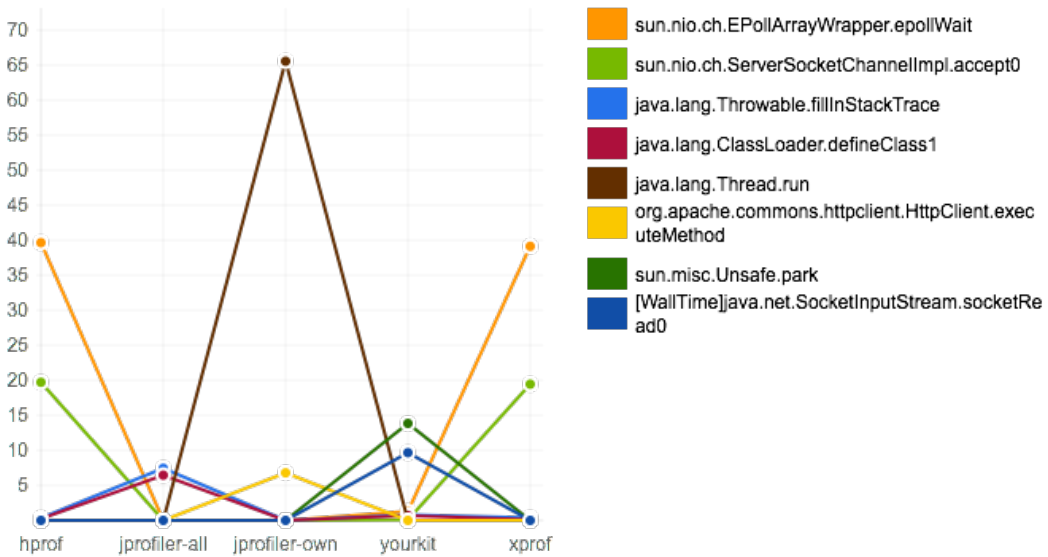 70
65
60
55
50
45
40
35
30
25
20
15
10
5
hprof
jprofiler-all
jprofiler-own
yourkit
xprof
sun.nio.ch.EPollArrayWrapper.epollWait
sun.nio.ch.ServerSocketChannelImpl.accept0
java.lang.Throwable.fillInStackTrace
java.lang.ClassLoader.defineClass1
java.lang.Thread.run
org.apache.commons.httpclient.HttpClient.exec
uteMethod
sun.misc.Unsafe.park
[WallTime]java.net.SocketInputStream.socketRe
ad0